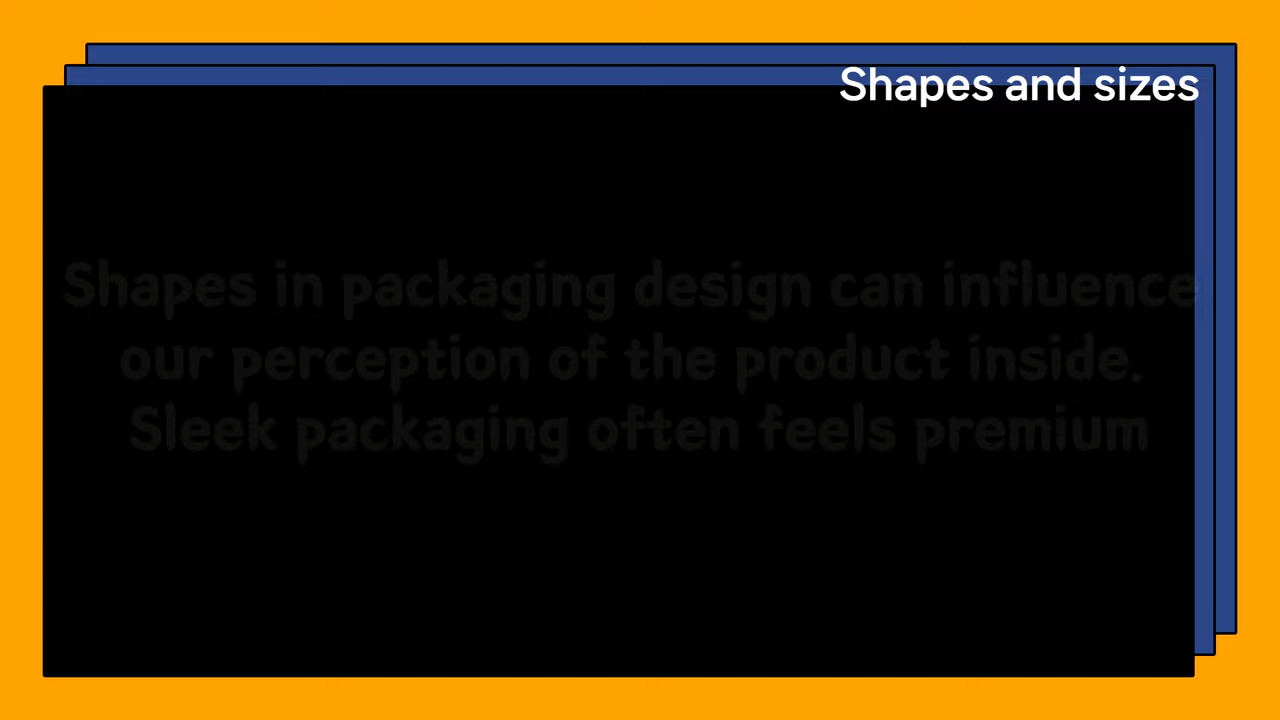 Shapes and sizes
Shapes in packaging design can influence
our perception of the product inside.
Sleek packaging often feels premium